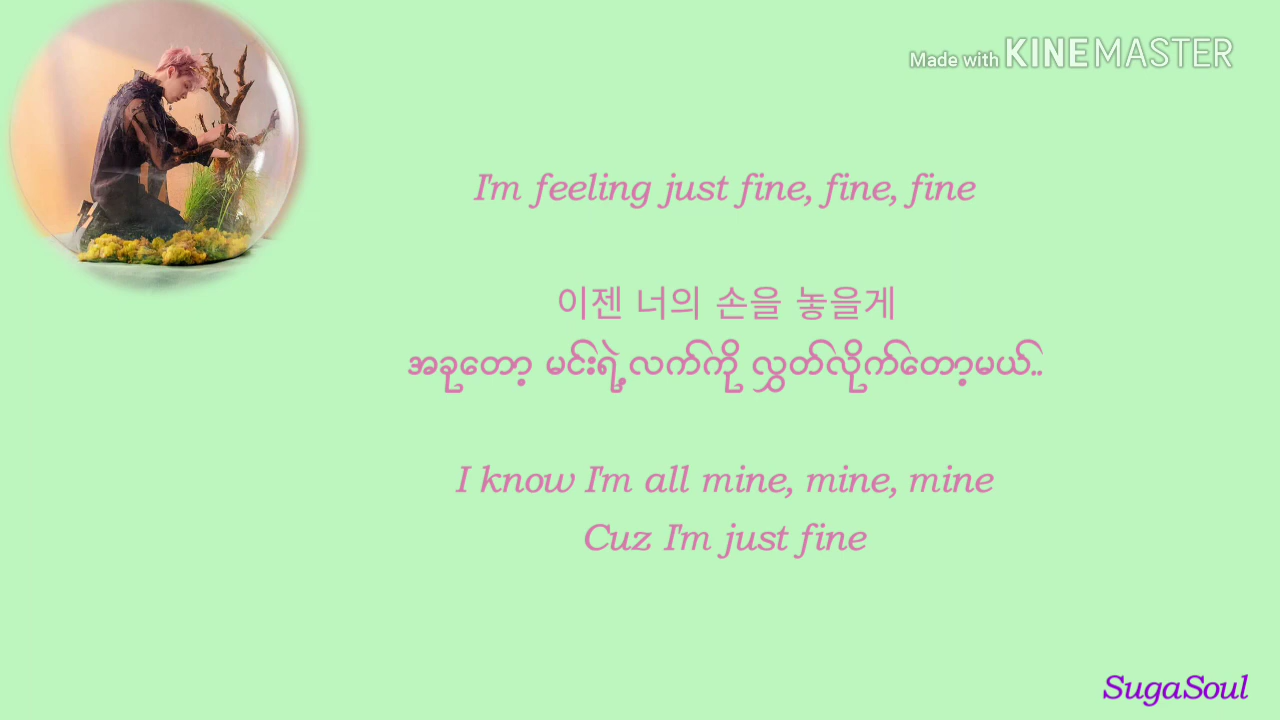 Made with KINEMASTER
I'm feeling just fine, fine, fine
이젠 너의 손을 놓을게
အခုတော့ မင်းရဲ့လက်ကို လွှတ်လိုက်တော့မယ်..
I know I'm all mine, mine, mine
Cuz I'm just fine
SugaSoul